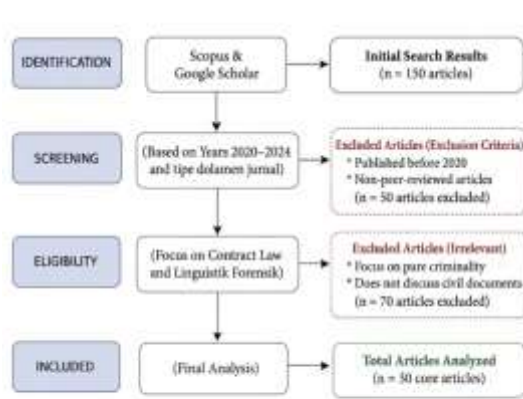 IDENTIFICATION
Scopus &
Google Scholar
Initial Search Results
(n = 150 articles)
SCREENING
(Based on Years 2020–2024
and tipe dolamen jurnal)
Excluded Articles (Exclusion Criteria)
* Published before 2020
* Non-peer-reviewed articles
(n = 50 articles excluded)
ELIGIBILITY
(Focus on Contract Law
and Linguistik Forensik)
Excluded Articles (Irrelevant)
* Focus on pure criminality
* Does not discuss civil documents
(n = 70 articles excluded)
INCLUDED
(Final Analysis)
Total Articles Analyzed
(n = 50 core articles)